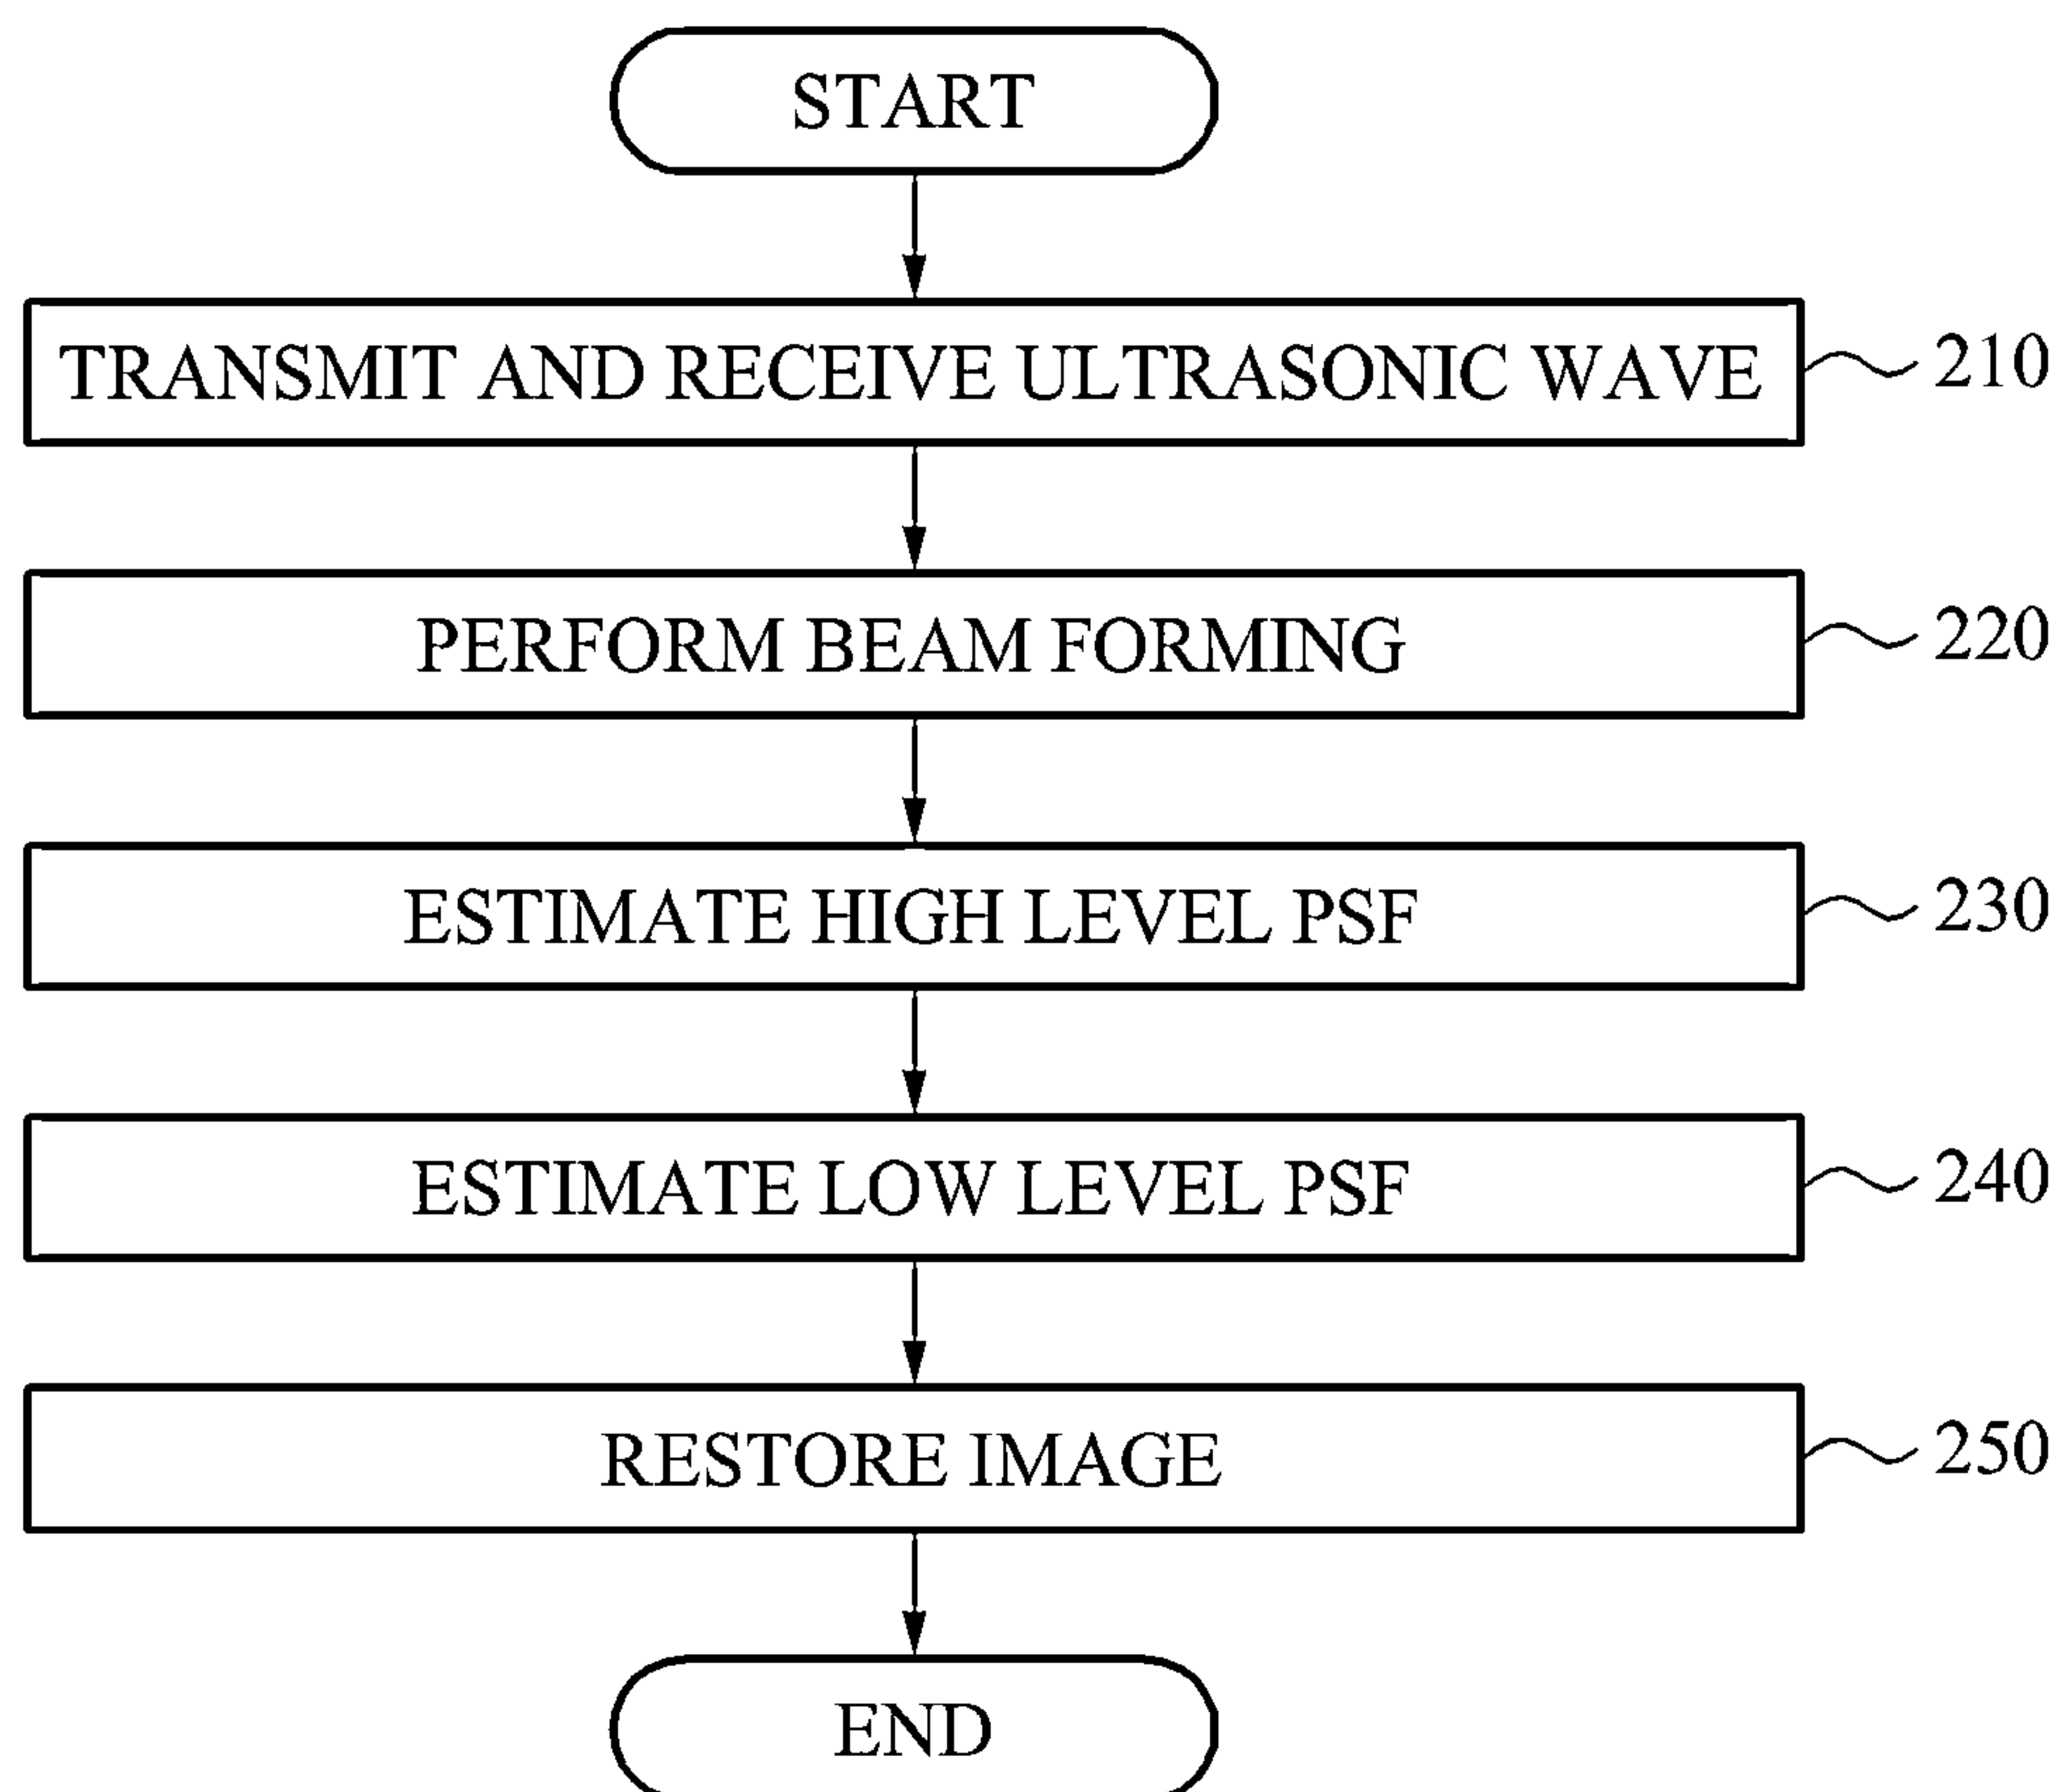 START
TRANSMIT AND RECEIVE ULTRASONIC WAVE
210
PERFORM BEAM FORMING
220
ESTIMATE HIGH LEVEL PSF
230
ESTIMATE LOW LEVEL PSF
240
RESTORE IMAGE
250
END